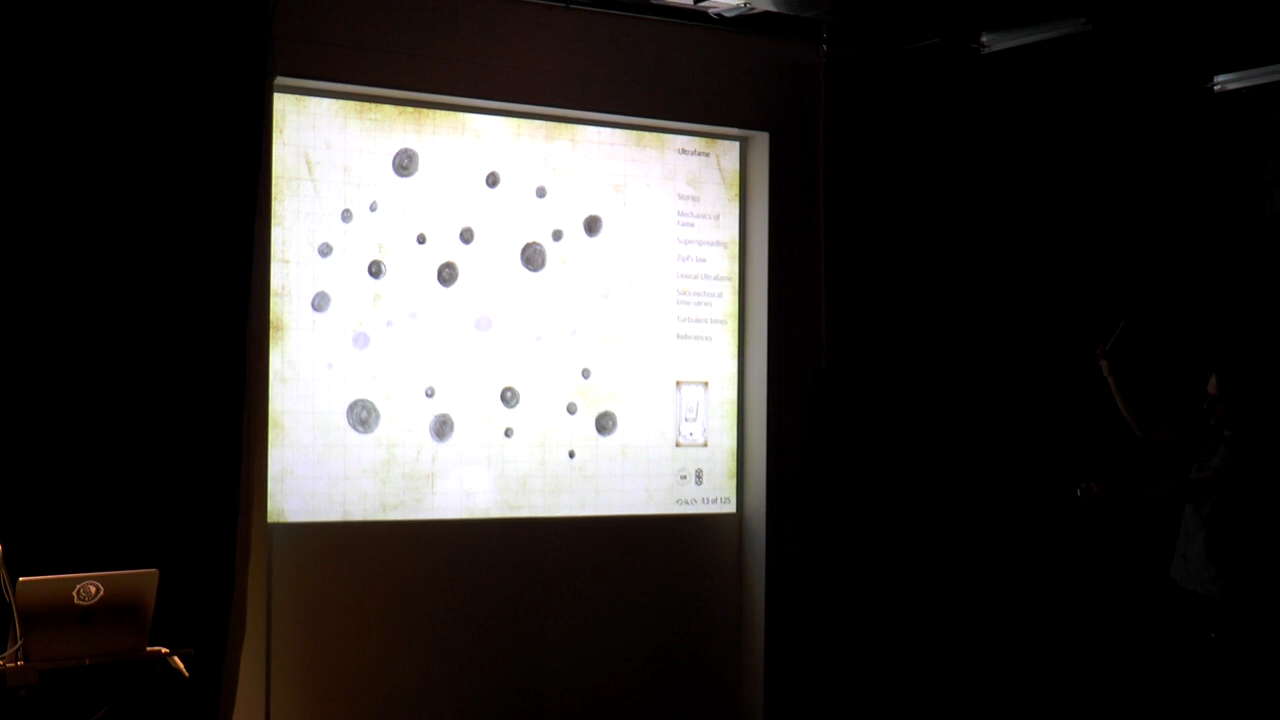 Ultrafame
Stories
Mechanics of
Fame
Superspreading
Zipf's law
Lexical Ultrafame
Sociotechnical
time series
Turbulent times
References
13 of 125